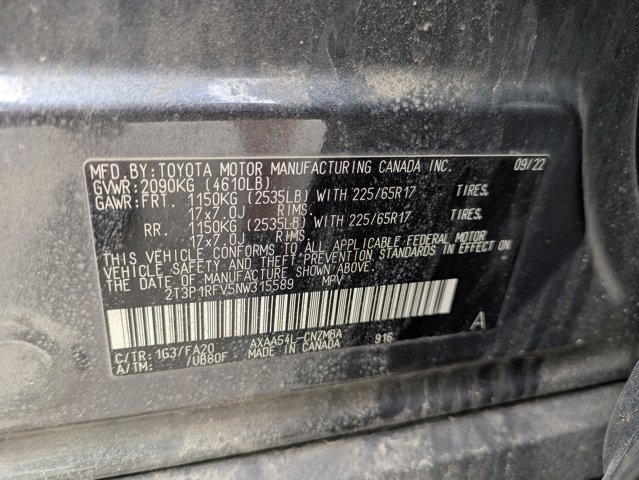 MFD.BY:TOYOTA MOTOR MANUFACTURING CANADA INC. 09/22
GVWR:2090KG (4610LB)
GAWR:FRT. 1150KG (2535LB) WITH 225/65R17 TIRES,
17x7.0J RIMS,
RR. 1150KG (2535LB) WITH 225/65R17 TIRES,
17x7.0J RIMS.
THIS VEHICLE CONFORMS TO ALL APPLICABLE FEDERAL MOTOR
VEHICLE SAFETY AND THEFT PREVENTION STANDARDS IN EFFECT ON
THE DATE OF MANUFACTURE SHOWN ABOVE.
2T3P1RFV5NW315589 MPV
C/TR: 1G3/FA20 AXAA54L-CNZMBA 916 A
A/TM: /UB80F MADE IN CANADA